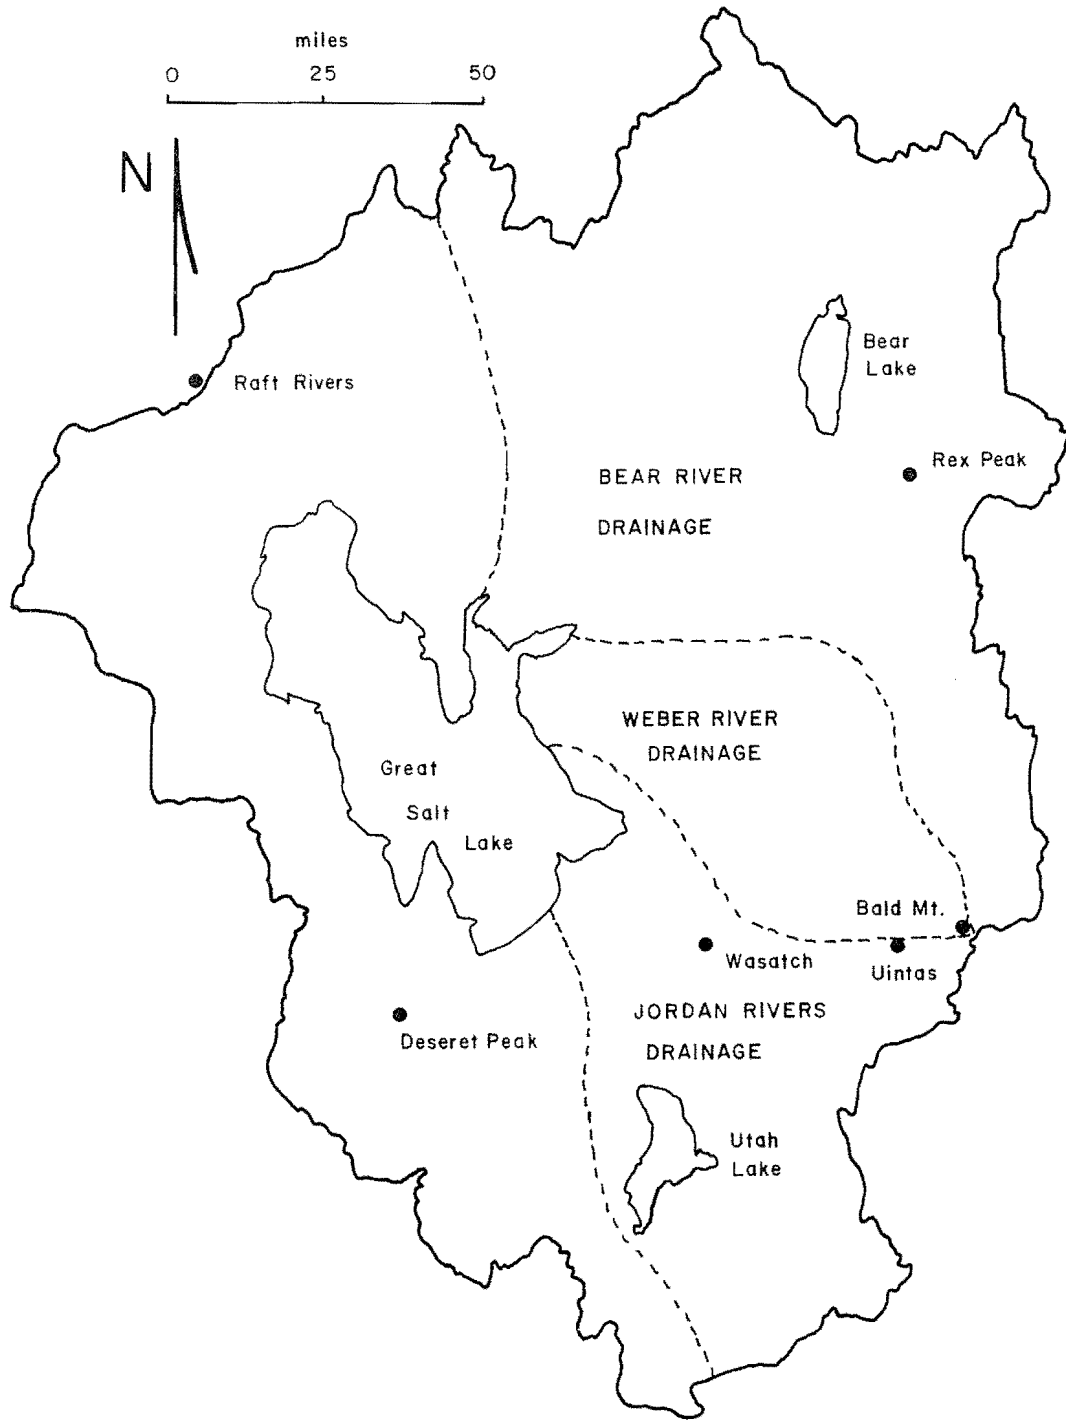 miles
0 25 50
N
Bear
Lake
Raft Rivers
Rex Peak
BEAR RIVER
DRAINAGE
WEBER RIVER
DRAINAGE
Great
Salt
Lake
Bald Mt.
Wasatch
Uintas
JORDAN RIVERS
DRAINAGE
Deseret Peak
Utah
Lake